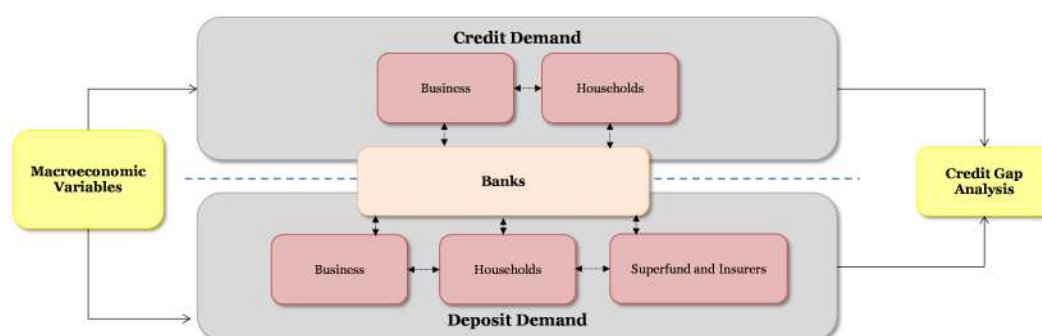 Credit Demand
Business
Households
Macroeconomic
Variables
Banks
Credit Gap
Analysis
Business
Households
Superfund and Insurers
Deposit Demand